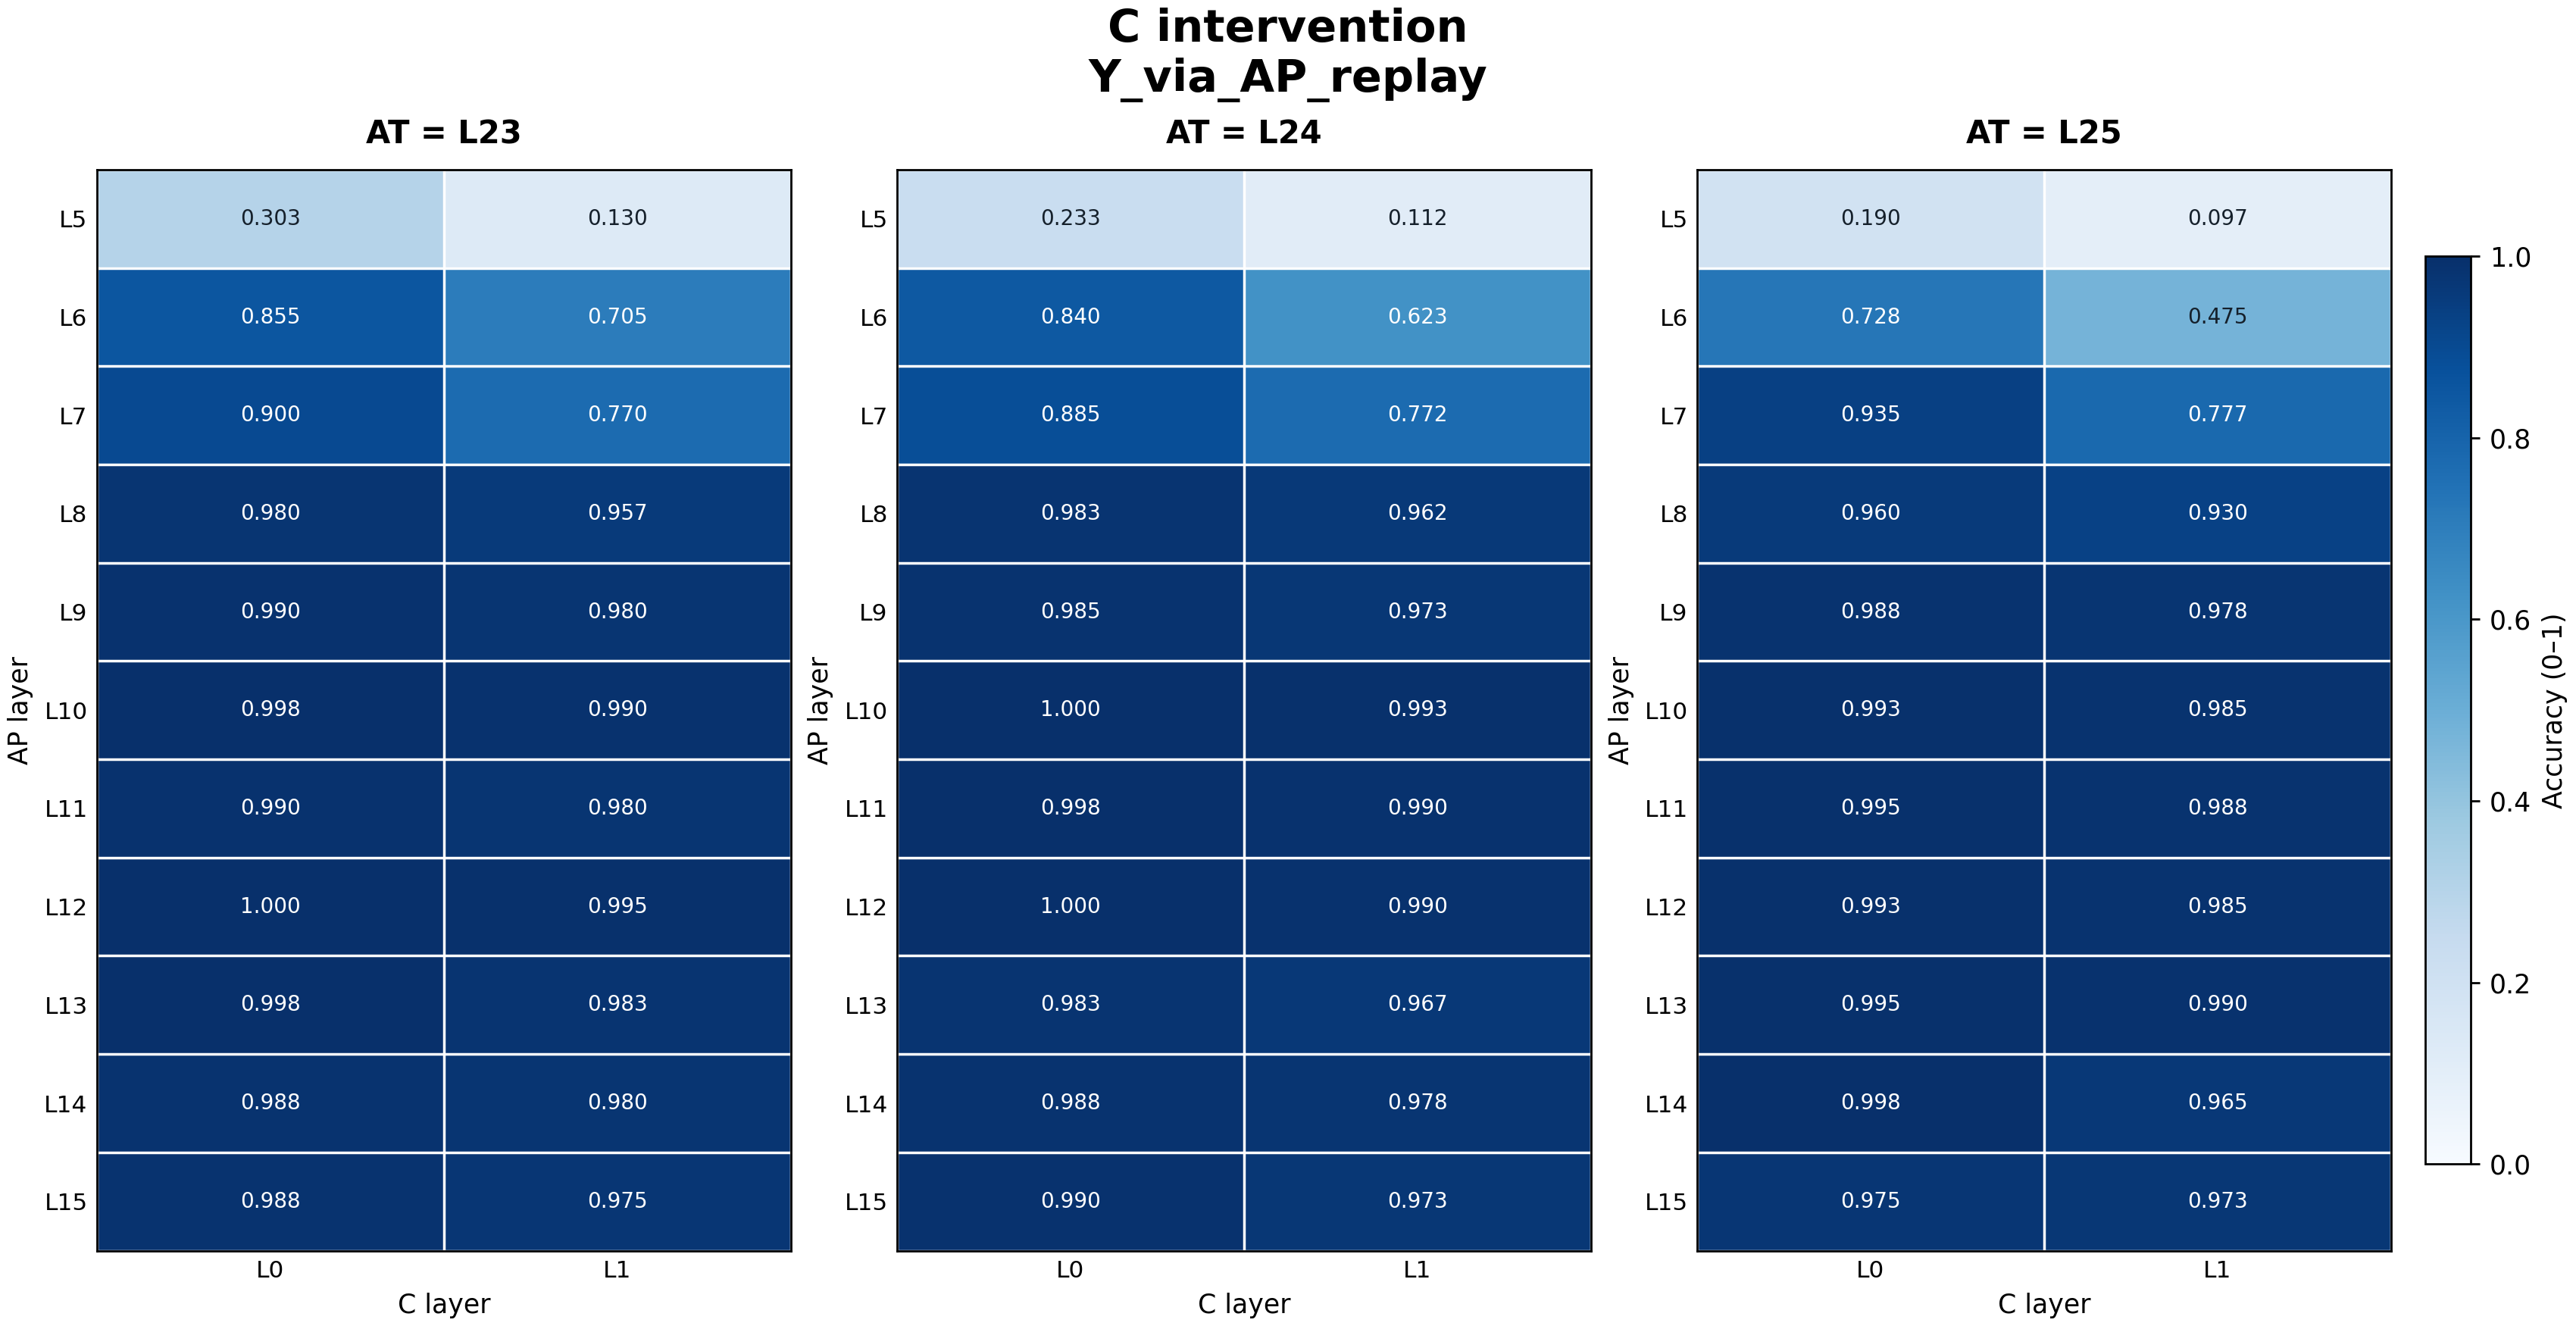 C intervention
Y_via_AP_replay
AT = L23
AT = L24
AT = L25
AP layer
L5 0.303 0.130
L6 0.855 0.705
L7 0.900 0.770
L8 0.980 0.957
L9 0.990 0.980
L10 0.998 0.990
L11 0.990 0.980
L12 1.000 0.995
L13 0.998 0.983
L14 0.988 0.980
L15 0.988 0.975
L0 L1
C layer
AP layer
L5 0.233 0.112
L6 0.840 0.623
L7 0.885 0.772
L8 0.983 0.962
L9 0.985 0.973
L10 1.000 0.993
L11 0.998 0.990
L12 1.000 0.990
L13 0.983 0.967
L14 0.988 0.978
L15 0.990 0.973
L0 L1
C layer
AP layer
L5 0.190 0.097
L6 0.728 0.475
L7 0.935 0.777
L8 0.960 0.930
L9 0.988 0.978
L10 0.993 0.985
L11 0.995 0.988
L12 0.993 0.985
L13 0.995 0.990
L14 0.998 0.965
L15 0.975 0.973
L0 L1
C layer
1.0
0.8
0.6
0.4
0.2
0.0
Accuracy (0–1)